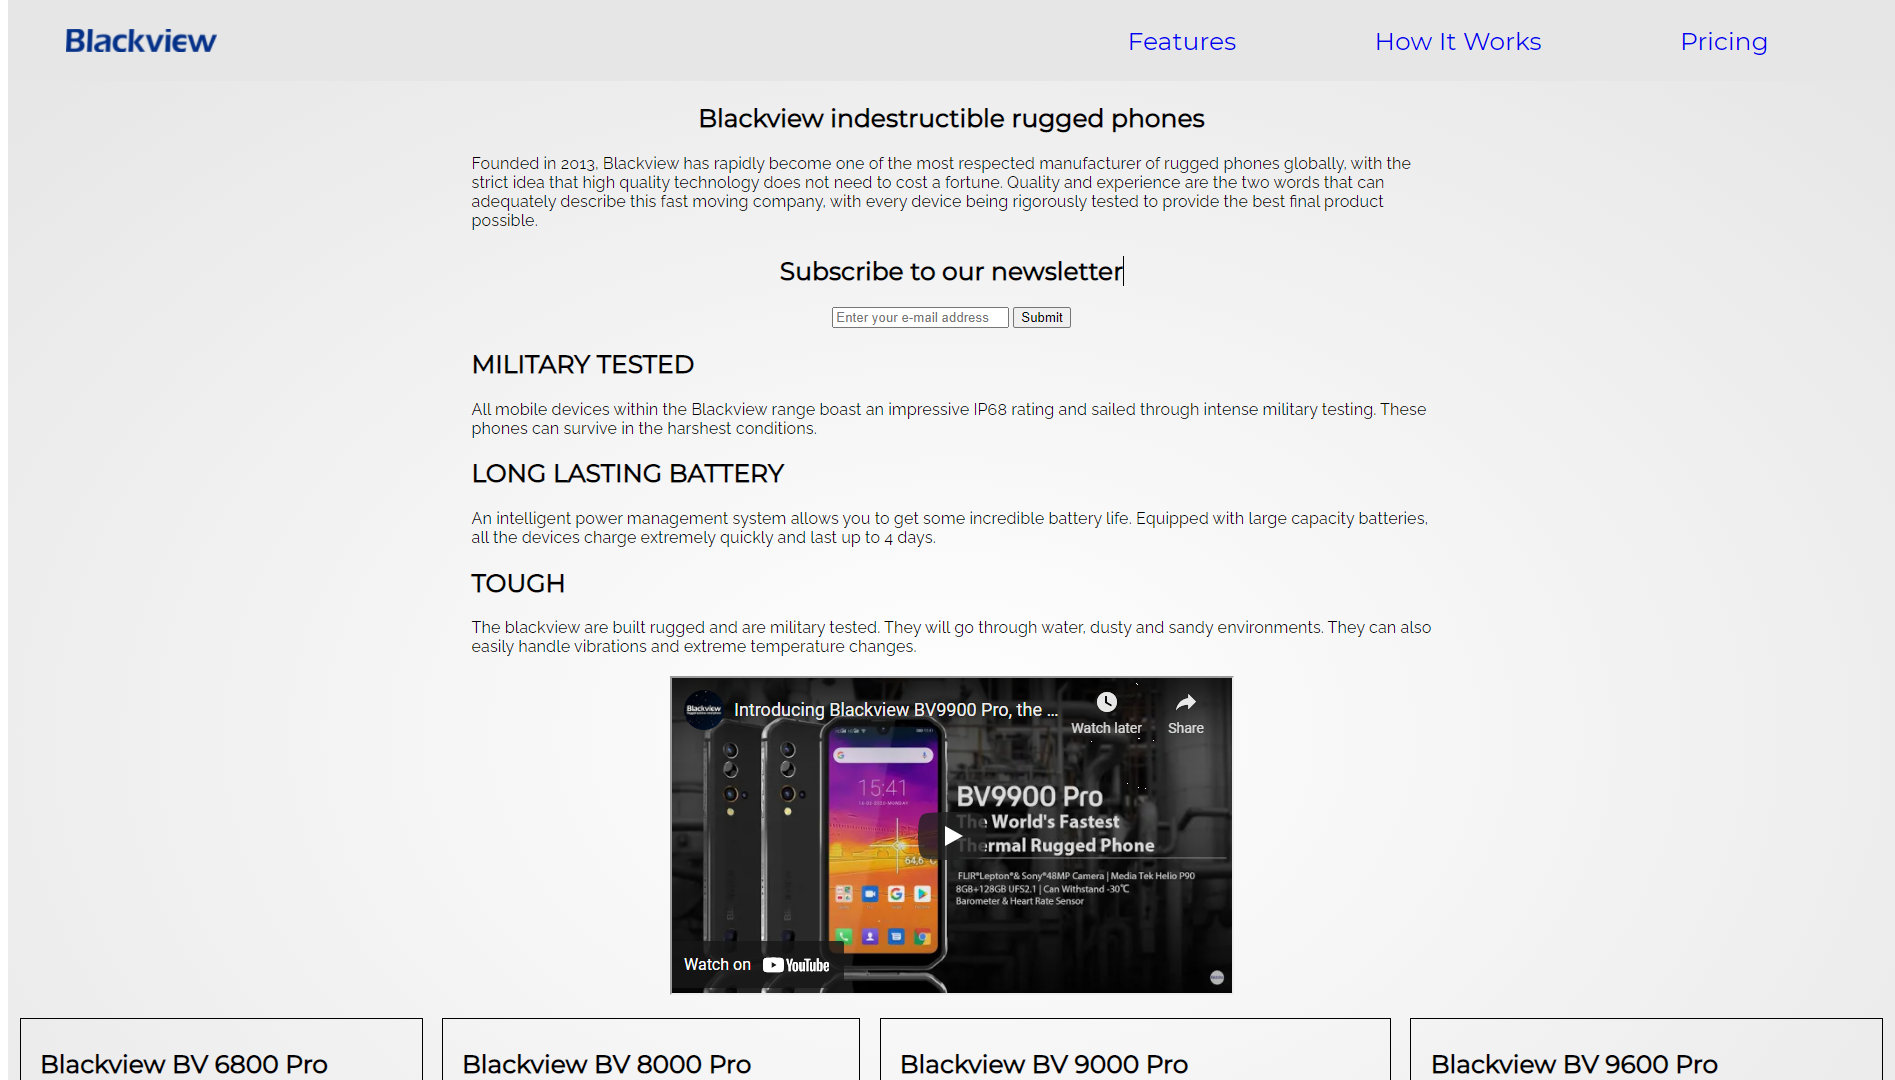 Blackview
Features
How It Works
Pricing
Blackview indestructible rugged phones
Founded in 2013, Blackview has rapidly become one of the most respected manufacturer of rugged phones globally, with the
strict idea that high quality technology does not need to cost a fortune. Quality and experience are the two words that can
adequately describe this fast moving company, with every device being rigorously tested to provide the best final product
possible.
Subscribe to our newsletter
Enter your e-mail address
Submit
MILITARY TESTED
All mobile devices within the Blackview range boast an impressive IP68 rating and sailed through intense military testing. These
phones can survive in the harshest conditions.
LONG LASTING BATTERY
An intelligent power management system allows you to get some incredible battery life. Equipped with large capacity batteries,
all the devices charge extremely quickly and last up to 4 days.
TOUGH
The blackview are built rugged and are military tested. They will go through water, dusty and sandy environments. They can also
easily handle vibrations and extreme temperature changes.
Blackview
Introducing Blackview BV9900 Pro, the ...
Watch later
Share
15:41
BV9900 Pro
The World's Fastest
Thermal Rugged Phone
64,6
FLIR®Lepton®& Sony®48MP Camera | Media Tek Helio P90
8GB+128GB UFS2.1 | Can Withstand -30℃
Barometer & Heart Rate Sensor
BLACKVIEW
BLACKVIEW
Watch on YouTube
Blackview BV 6800 Pro
Blackview BV 8000 Pro
Blackview BV 9000 Pro
Blackview BV 9600 Pro